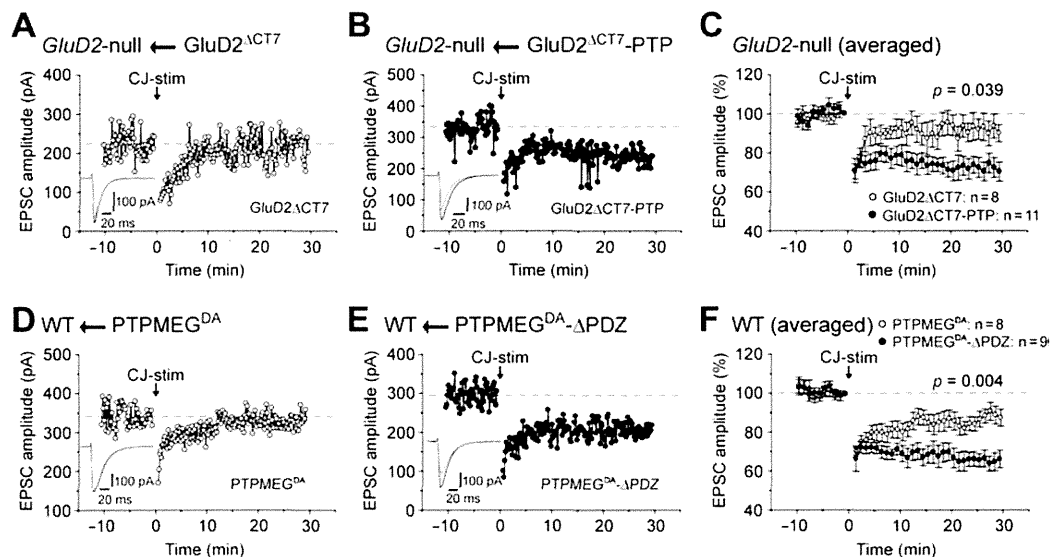 A
GluD2-null ← GluD2ΔCT7
CJ-stim
EPSC amplitude (pA)
400
300
200
100
0
100 pA
20 ms
GluD2ΔCT7
−10 0 10 20 30
Time (min)
B
GluD2-null ← GluD2ΔCT7-PTP
CJ-stim
EPSC amplitude (pA)
500
400
300
200
100
0
100 pA
20 ms
GluD2ΔCT7-PTP
−10 0 10 20 30
Time (min)
C
GluD2-null (averaged)
CJ-stim
p = 0.039
EPSC amplitude (%)
120
100
80
60
40
GluD2ΔCT7: n=8
GluD2ΔCT7-PTP: n=11
−10 0 10 20 30
Time (min)
D
WT ← PTPMEGDA
CJ-stim
EPSC amplitude (pA)
500
400
300
200
100
100 pA
20 ms
PTPMEGDA
−10 0 10 20 30
Time (min)
E
WT ← PTPMEGDA-ΔPDZ
CJ-stim
EPSC amplitude (pA)
400
300
200
100
0
100 pA
20 ms
PTPMEGDA-ΔPDZ
−10 0 10 20 30
Time (min)
F
WT (averaged)
PTPMEGDA: n=8
PTPMEGDA-ΔPDZ: n=9
CJ-stim
p = 0.004
EPSC amplitude (%)
120
100
80
60
40
−10 0 10 20 30
Time (min)